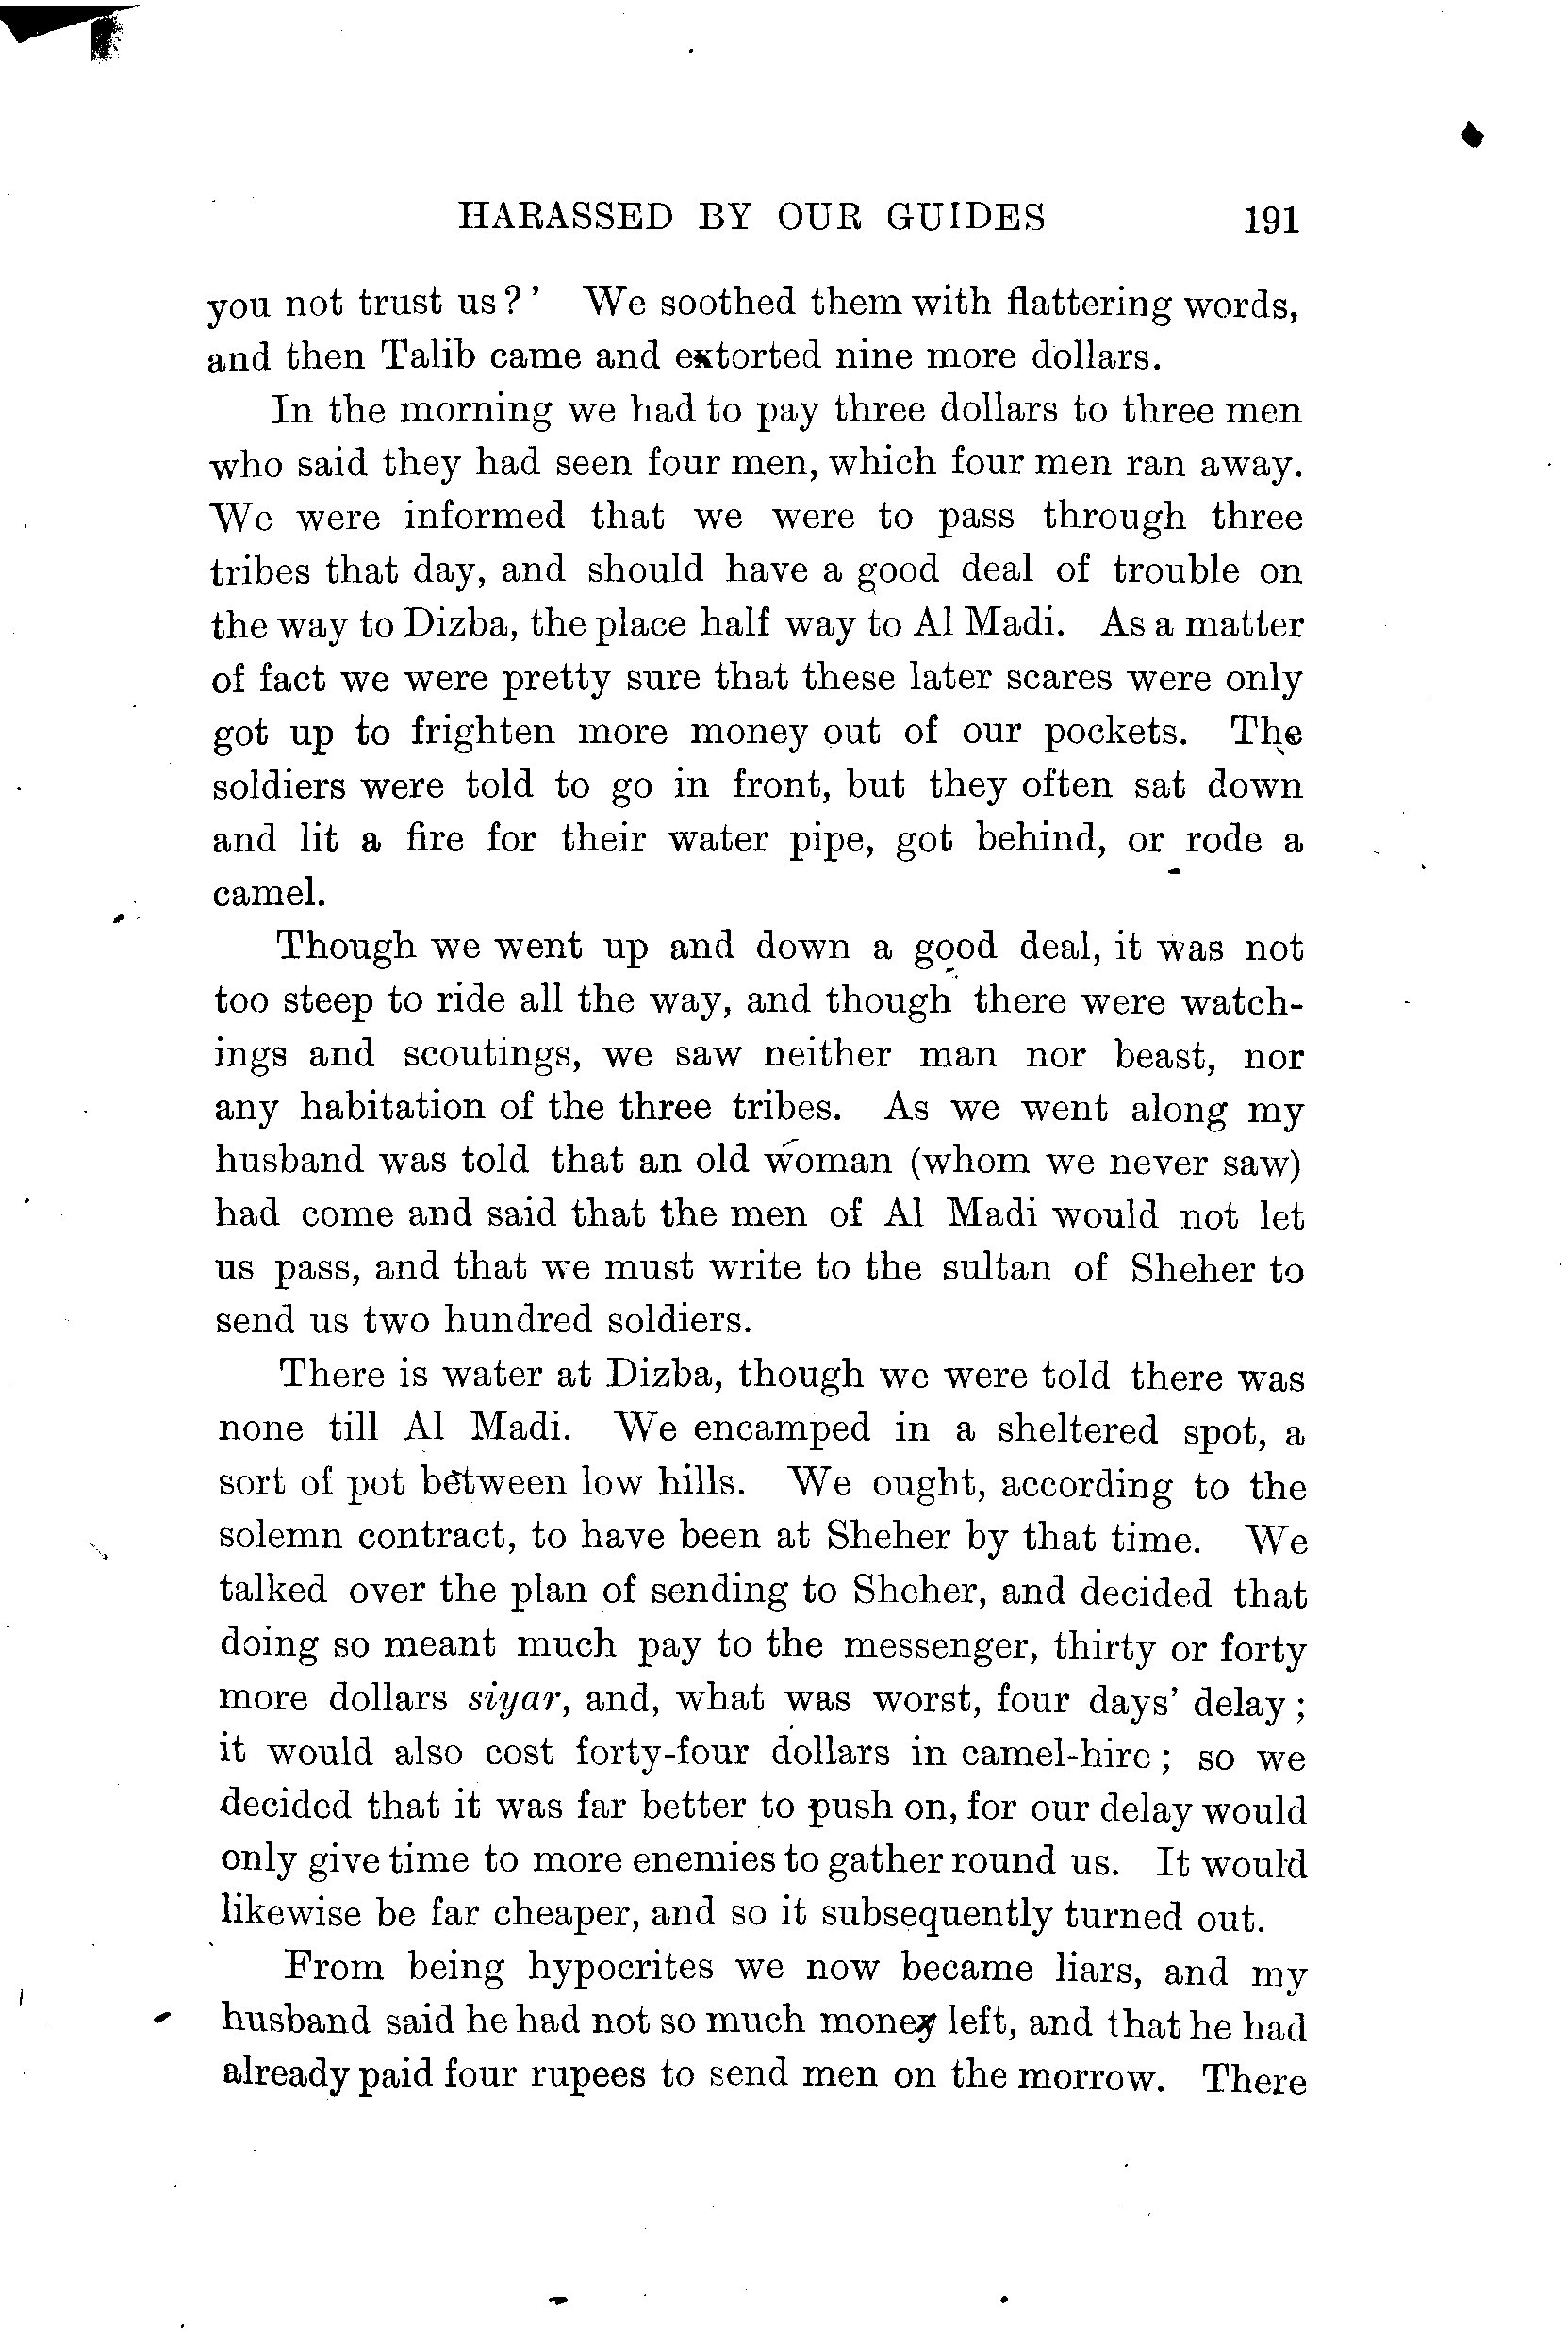 HARASSED BY OUR GUIDES 191
you not trust us?' We soothed them with flattering words,
and then Talib came and extorted nine more dollars.
In the morning we had to pay three dollars to three men
who said they had seen four men, which four men ran away.
We were informed that we were to pass through three
tribes that day, and should have a good deal of trouble on
the way to Dizba, the place half way to Al Madi. As a matter
of fact we were pretty sure that these later scares were only
got up to frighten more money out of our pockets. The
soldiers were told to go in front, but they often sat down
and lit a fire for their water pipe, got behind, or rode a
camel.
Though we went up and down a good deal, it was not
too steep to ride all the way, and though there were watch-
ings and scoutings, we saw neither man nor beast, nor
any habitation of the three tribes. As we went along my
husband was told that an old woman (whom we never saw)
had come and said that the men of Al Madi would not let
us pass, and that we must write to the sultan of Sheher to
send us two hundred soldiers.
There is water at Dizba, though we were told there was
none till Al Madi. We encamped in a sheltered spot, a
sort of pot between low hills. We ought, according to the
solemn contract, to have been at Sheher by that time. We
talked over the plan of sending to Sheher, and decided that
doing so meant much pay to the messenger, thirty or forty
more dollars siyar, and, what was worst, four days' delay;
it would also cost forty-four dollars in camel-hire; so we
decided that it was far better to push on, for our delay would
only give time to more enemies to gather round us. It would
likewise be far cheaper, and so it subsequently turned out.
From being hypocrites we now became liars, and my
husband said he had not so much money left, and that he had
already paid four rupees to send men on the morrow. There